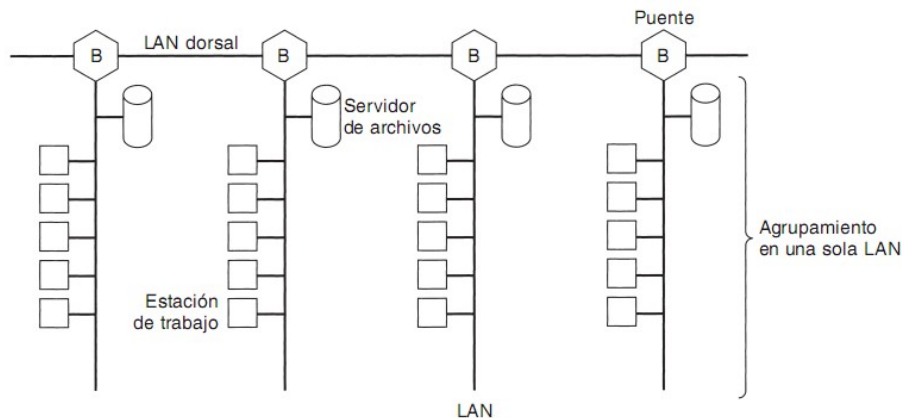 Puente
B
LAN dorsal
B
B
B
Servidor
de archivos
Agrupamiento
en una sola LAN
Estación
de trabajo
LAN